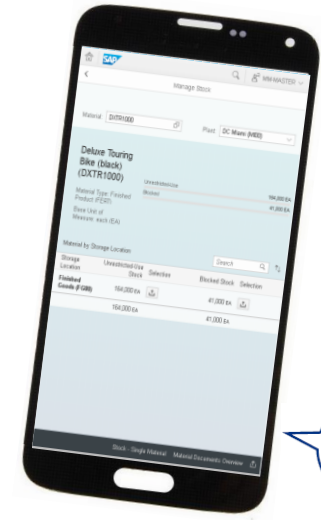 SAP
MM-MASTER
Manage Stock
Material DXTR1000 Plant DC Miami (MI00)
Deluxe Touring
Bike (black)
(DXTR1000)
Material Type: Finished
Product (FERT)
Base Unit of
Measure: each (EA)
Unrestricted-Use 164,000 EA
Blocked 41,000 EA
Material by Storage Location
Search
Storage Location Unrestricted-Use Stock Selection Blocked Stock Selection
Finished Goods (FG00) 164,000 EA 41,000 EA
164,000 EA 41,000 EA
Stock - Single Material Material Documents Overview